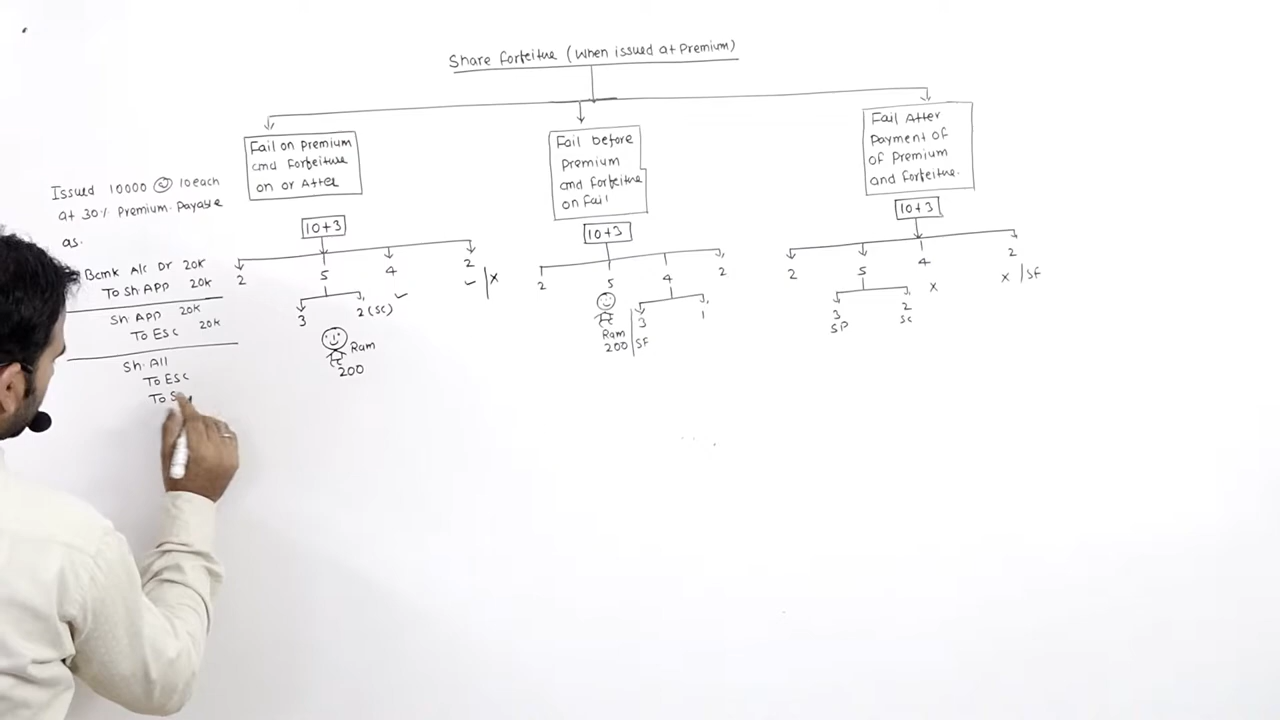 Share forfeitue (When issued at Premium)
Fail on premium
and forfeiture
on or After
Fail before
Premium
and forfeitue
on fail
Fail After
Payment of
of Premium
and forfeitue.
Issued 10000 @ 10 each
at 30% Premium. Payable
as.
Bank A/c Dr 20K
To Sh. APP 20K
Sh. APP 20K
To ESC 20K
Sh. All
To ESC
To
10+3
2 5 4 2
3 2 (SC)
Ram
200
X
10+3
2 5 4 2
3 1
Ram
200 SF
10+3
2 5 4 2
X X / SF
3 2
SP SC